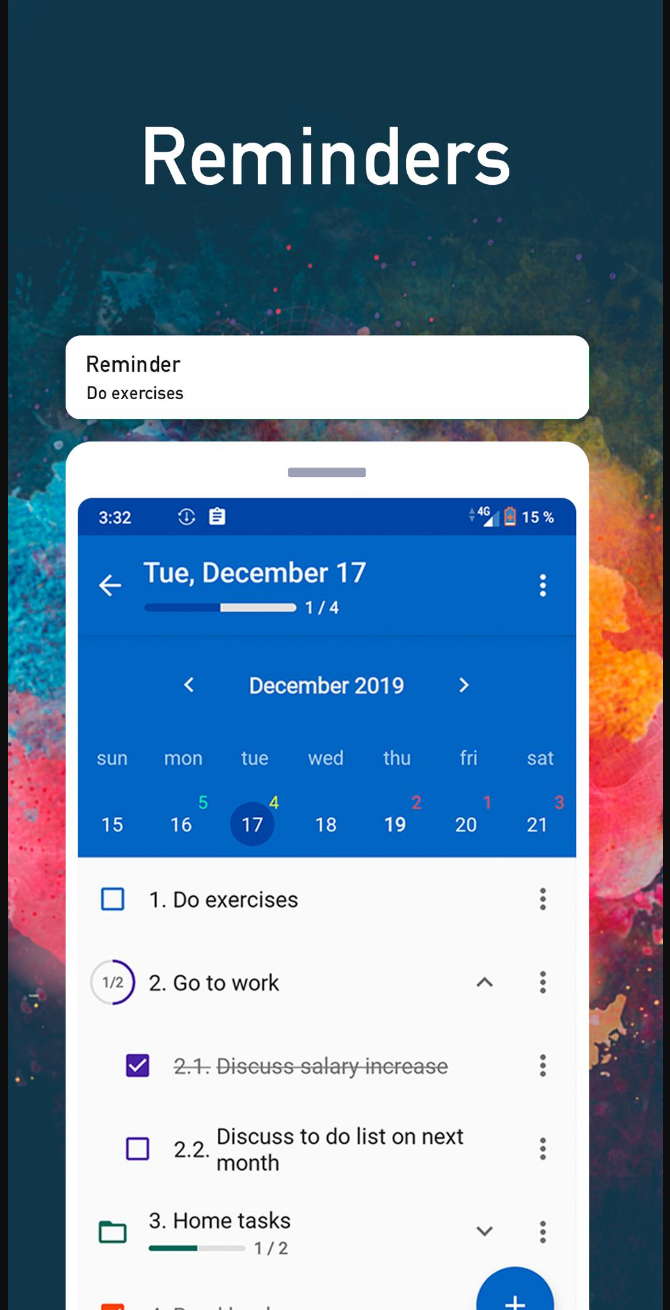 Reminders
Reminder
Do exercises
3:32
4G
15 %
Tue, December 17
1 / 4
December 2019
sun mon tue wed thu fri sat
5 4 2 1 3
15 16 17 18 19 20 21
1. Do exercises
1/2 2. Go to work
2.1. Discuss salary increase
2.2. Discuss to do list on next
month
3. Home tasks
1 / 2